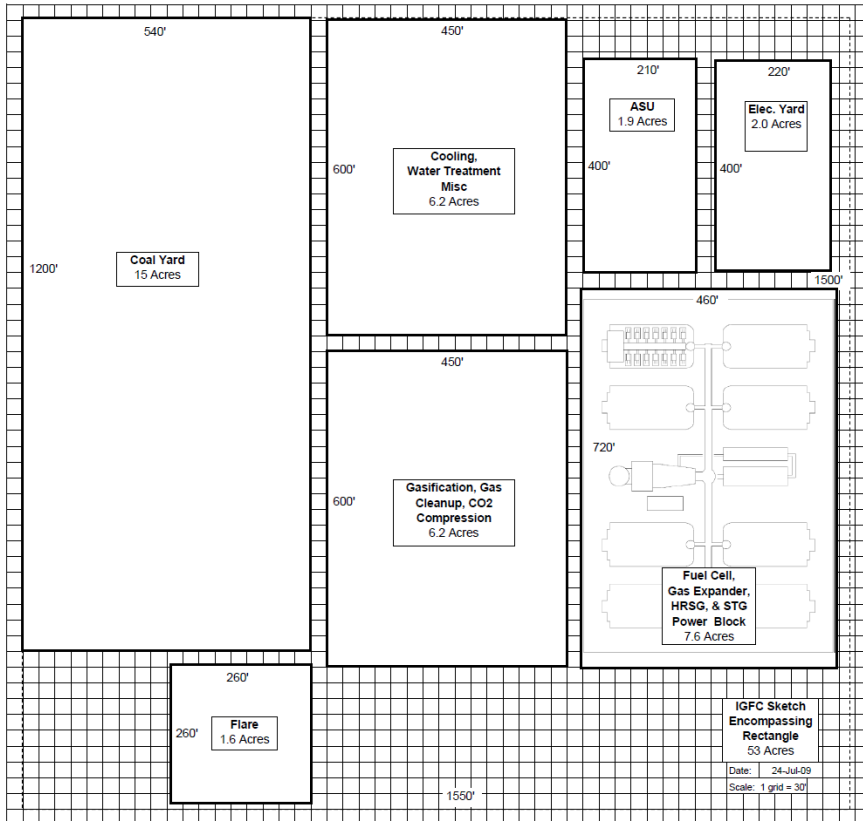 540'
450'
210'
220'
ASU
1.9 Acres
Elec. Yard
2.0 Acres
600'
Cooling,
Water Treatment
Misc
6.2 Acres
400'
400'
1200'
Coal Yard
15 Acres
1500'
460'
450'
720'
600'
Gasification, Gas
Cleanup, CO2
Compression
6.2 Acres
Fuel Cell,
Gas Expander,
HRSG, & STG
Power Block
7.6 Acres
260'
260'
Flare
1.6 Acres
IGFC Sketch
Encompassing
Rectangle
53 Acres
Date: 24-Jul-09
Scale: 1 grid = 30'
1550'